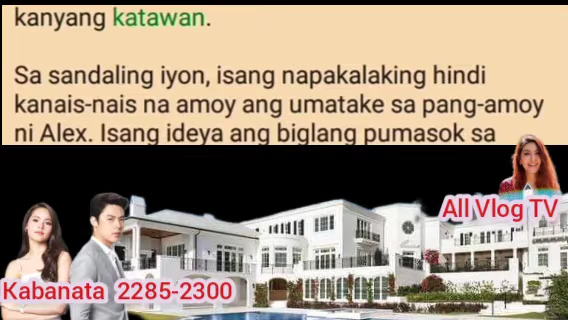 kanyang katawan.
Sa sandaling iyon, isang napakalaking hindi
kanais-nais na amoy ang umatake sa pang-amoy
ni Alex. Isang ideya ang biglang pumasok sa
All Vlog TV
Kabanata 2285-2300